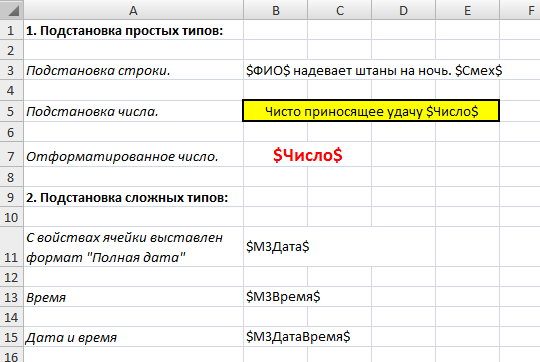 A B C D E F
1 1. Подстановка простых типов:
2
3 Подстановка строки. $ФИО$ надевает штаны на ночь. $Смех$
4
5 Подстановка числа. Чисто приносящее удачу $Число$
6
7 Отформатированное число. $Число$
8
9 2. Подстановка сложных типов:
10
С свойствах ячейки выставлен
11 формат "Полная дата" $МЗДата$
12
13 Время $МЗВремя$
14
15 Дата и время $МЗДатаВремя$
16